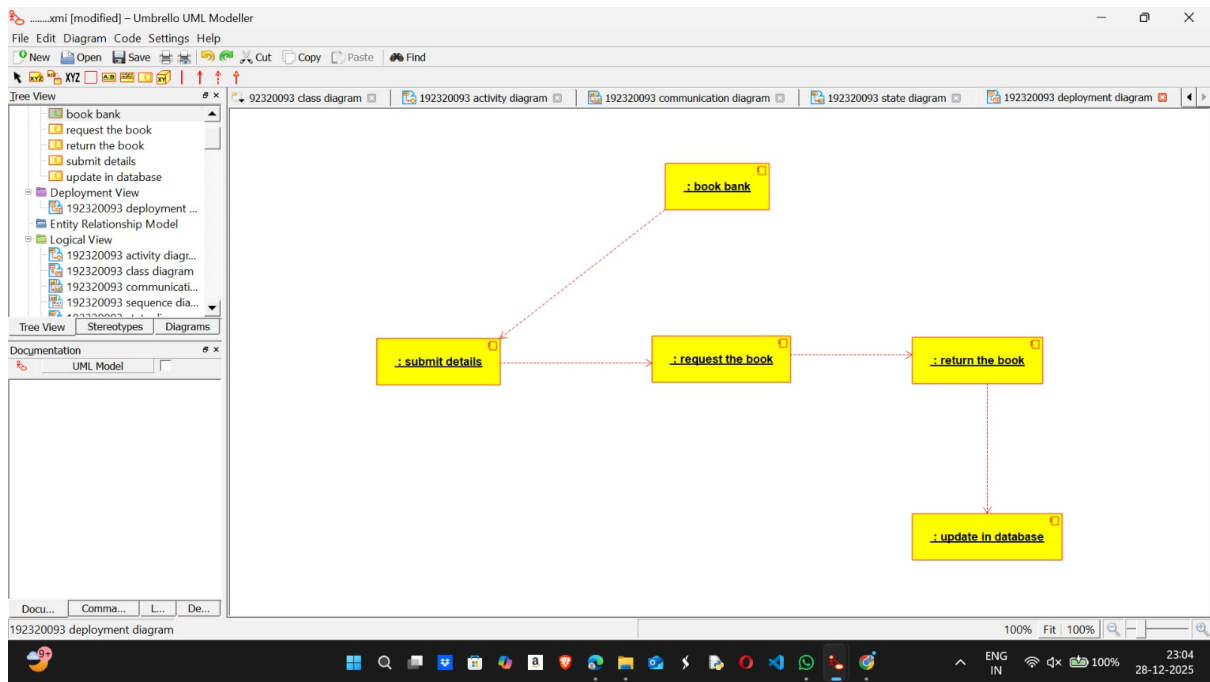 .........xmi [modified] – Umbrello UML Modeller
File Edit Diagram Code Settings Help
New Open Save Cut Copy Paste Find
XYZ
Tree View
92320093 class diagram 192320093 activity diagram 192320093 communication diagram 192320093 state diagram 192320093 deployment diagram
book bank
request the book
return the book
submit details
update in database
Deployment View
192320093 deployment ...
Entity Relationship Model
Logical View
192320093 activity diagr...
192320093 class diagram
192320093 communicati...
192320093 sequence dia...
Tree View Stereotypes Diagrams
Documentation
UML Model
: book bank
: submit details
: request the book
: return the book
: update in database
Docu... Comma... L... De...
192320093 deployment diagram
100% Fit 100%
9+
ENG
IN
100%
23:04
28-12-2025